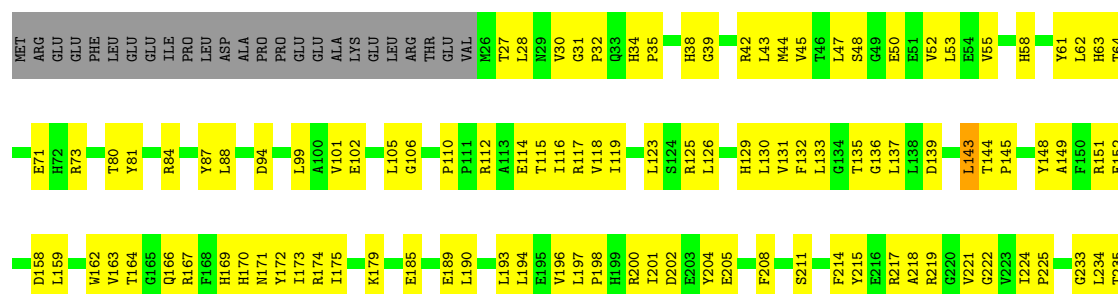 MET ARG GLU GLU PHE LEU GLU GLU ILE PRO LEU ASP ALA PRO PRO GLU GLU ALA LYS GLU LEU ARG THR GLU VAL M26 T27 L28 N29 V30 G31 P32 Q33 H34 P35 H38 G39 R42 L43 M44 V45 T46 L47 S48 G49 E50 E51 V52 L53 E54 V55 H58 Y61 L62 H63 T64
E71 H72 R73 T80 Y81 R84 Y87 L88 D94 L99 A100 V101 E102 L105 G106 P110 P111 R112 A113 E114 T115 I116 R117 V118 I119 L123 S124 R125 L126 H129 L130 V131 F132 L133 G134 T135 G136 L137 L138 D139 L143 T144 P145 Y148 A149 F150 R151
D158 L159 W162 V163 T164 G165 Q166 R167 F168 H169 H170 N171 Y172 I173 R174 I175 K179 E185 E189 L190 L193 L194 E195 V196 L197 P198 H199 R200 I201 D202 E203 Y204 E205 F208 S211 F214 Y215 E216 R217 A218 R219 G220 V221 G222 V223 I224 P225 G233 L234